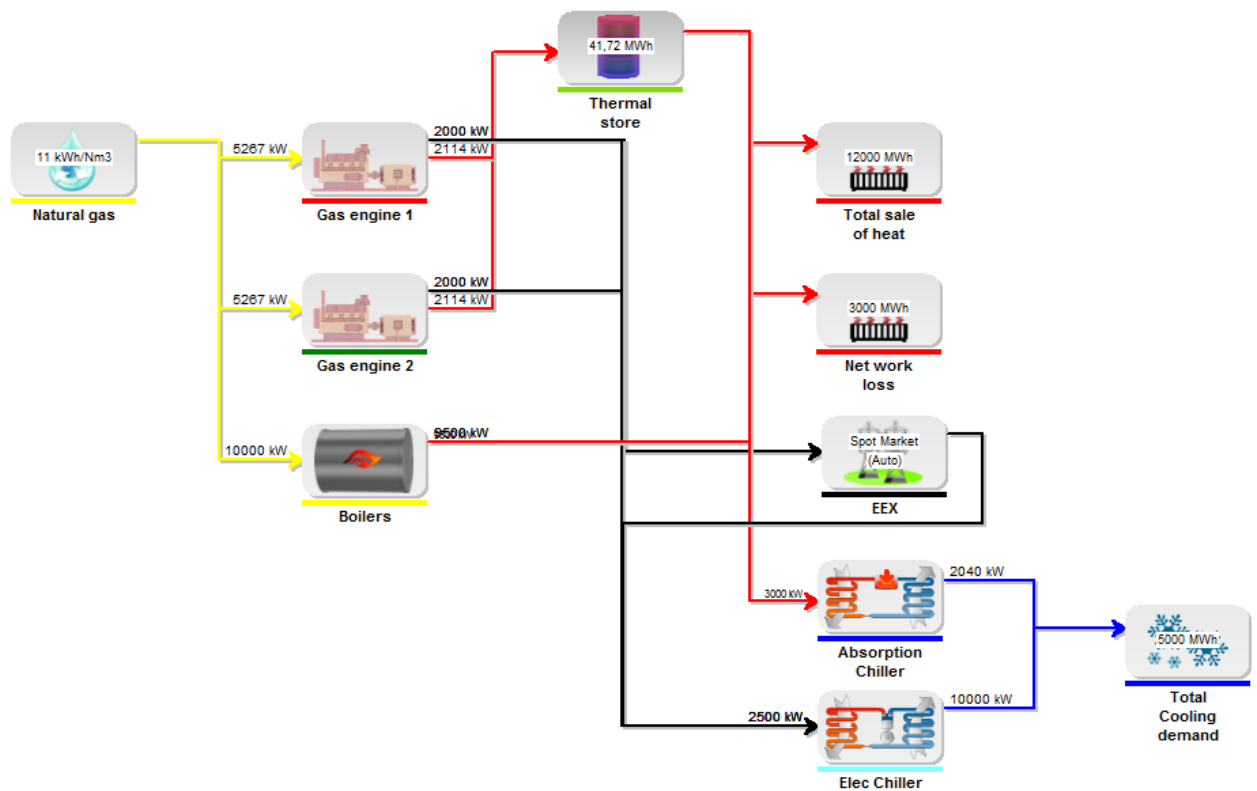 41,72 MWh
Thermal
store
11 kWh/Nm3
Natural gas
5267 kW
2000 kW
2114 kW
Gas engine 1
12000 MWh
Total sale
of heat
5267 kW
2000 kW
2114 kW
Gas engine 2
3000 MWh
Net work
loss
10000 kW
9500 kW
Boilers
Spot Market
(Auto)
EEX
3000 kW
2040 kW
Absorption
Chiller
5000 MWh
Total
Cooling
demand
2500 kW
10000 kW
Elec Chiller